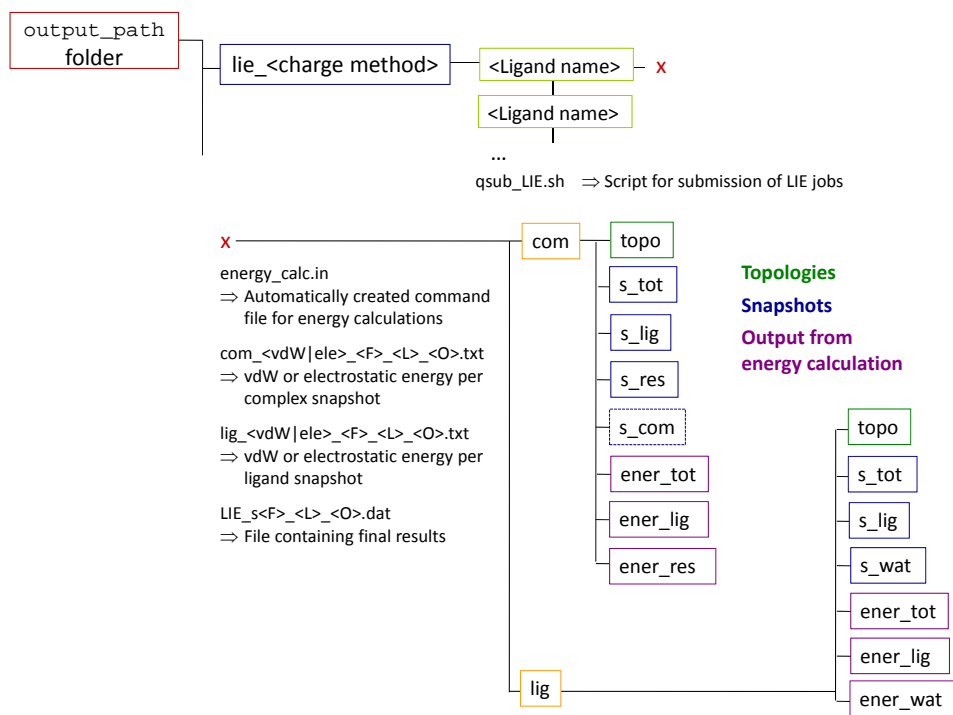 output_path
folder
lie_<charge method>
<Ligand name>
x
<Ligand name>
...
qsub_LIE.sh ⇒ Script for submission of LIE jobs
x
energy_calc.in
⇒ Automatically created command
file for energy calculations
com_<vdW|ele>_<F>_<L>_<O>.txt
⇒ vdW or electrostatic energy per
complex snapshot
lig_<vdW|ele>_<F>_<L>_<O>.txt
⇒ vdW or electrostatic energy per
ligand snapshot
LIE_s<F>_<L>_<O>.dat
⇒ File containing final results
com
topo
s_tot
s_lig
s_res
s_com
ener_tot
ener_lig
ener_res
Topologies
Snapshots
Output from
energy calculation
lig
topo
s_tot
s_lig
s_wat
ener_tot
ener_lig
ener_wat